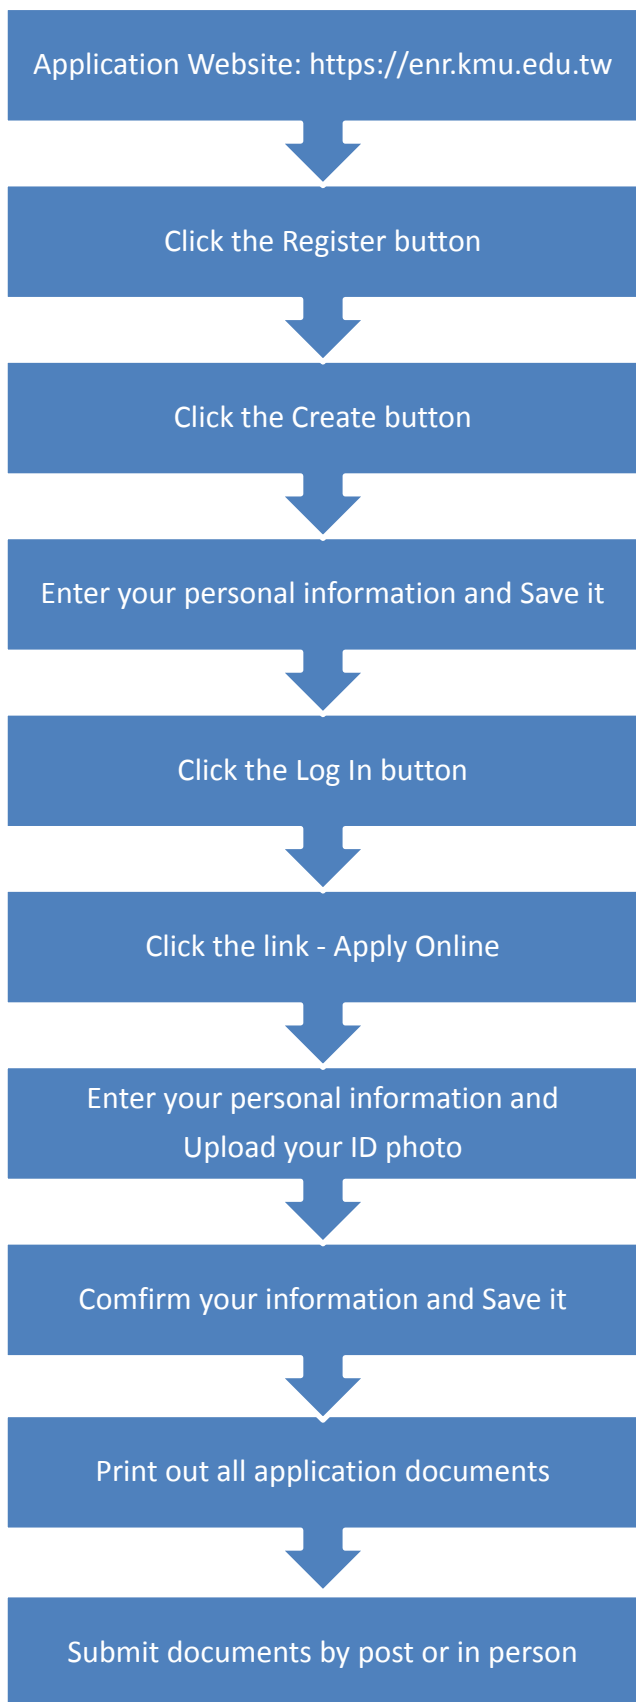 Application Website: https://enr.kmu.edu.tw
Click the Register button
Click the Create button
Enter your personal information and Save it
Click the Log In button
Click the link - Apply Online
Enter your personal information and
Upload your ID photo
Comfirm your information and Save it
Print out all application documents
Submit documents by post or in person